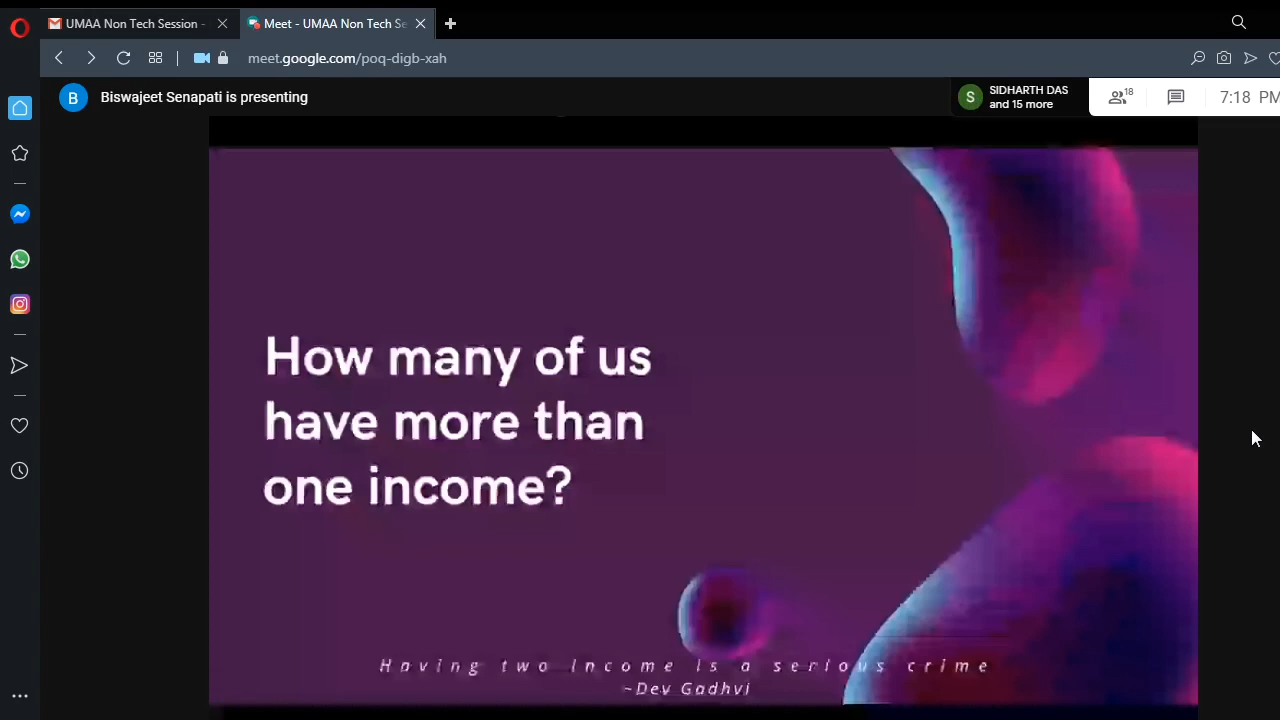 UMAA Non Tech Session -
Meet - UMAA Non Tech Se
meet.google.com/poq-digb-xah
B
Biswajeet Senapati is presenting
S
SIDHARTH DAS
and 15 more
18
7:18 PM
How many of us
have more than
one income?
Having two Income is a serious crime
~Dev Gadhvi